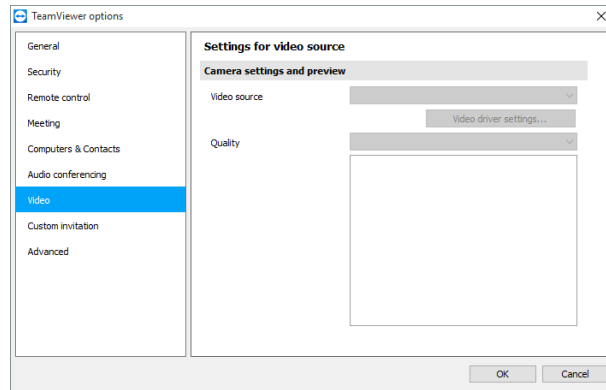 TeamViewer options
General
Security
Remote control
Meeting
Computers & Contacts
Audio conferencing
Video
Custom invitation
Advanced
Settings for video source
Camera settings and preview
Video source
Video driver settings...
Quality
OK
Cancel